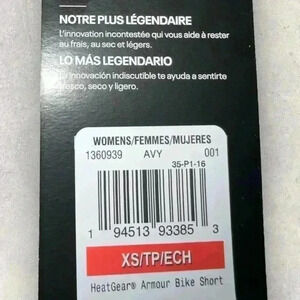 NOTRE PLUS LÉGENDAIRE
L'innovation incontestée qui vous aide à rester
au frais, au sec et légers.
LO MÁS LEGENDARIO
La innovación indiscutible te ayuda a sentirte
fresco, seco y ligero.
WOMENS/FEMMES/MUJERES
1360939 AVY 001
35-P1-16
1 94513 93385 3
XS/TP/ECH
HeatGear® Armour Bike Short